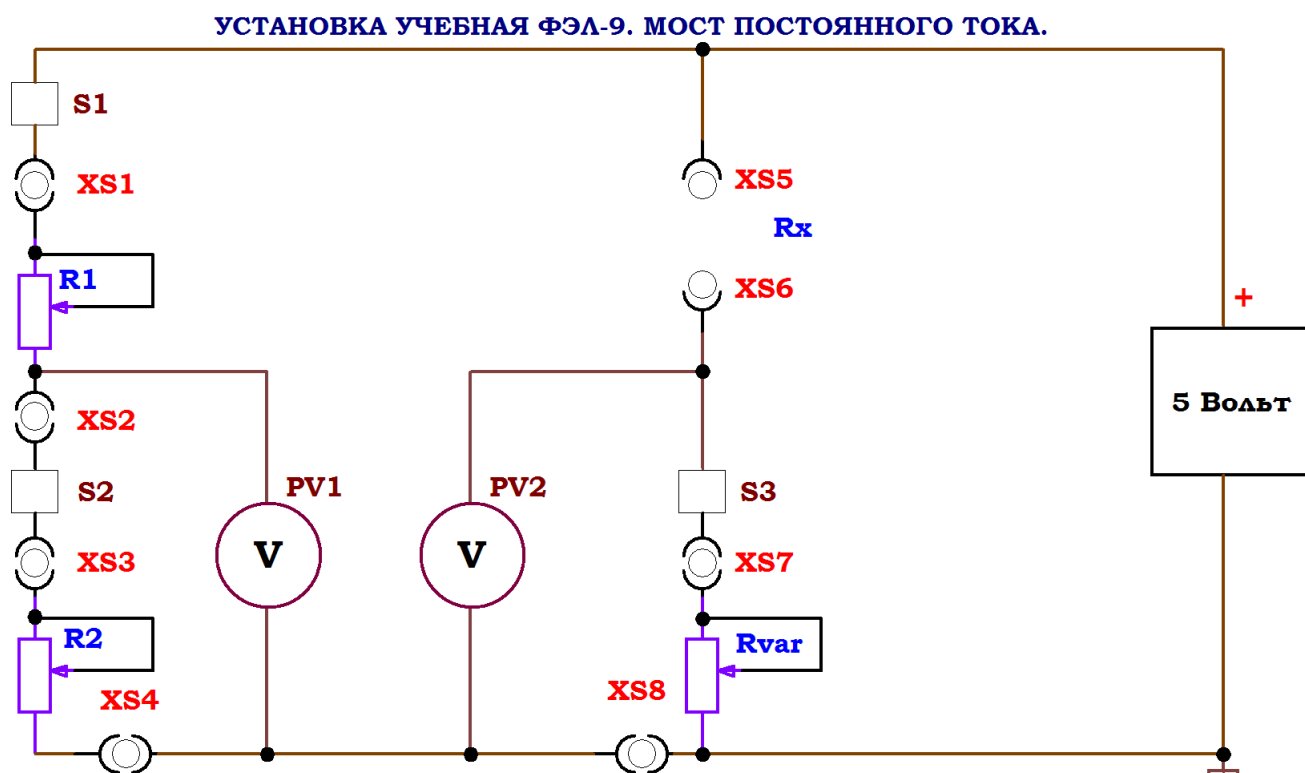 УСТАНОВКА УЧЕБНАЯ ФЭЛ-9. МОСТ ПОСТОЯННОГО ТОКА.
S1
XS1
XS5
Rx
R1
XS6
+
5 Вольт
XS2
S2
PV1
PV2
S3
V
V
XS3
XS7
R2
Rvar
XS4
XS8